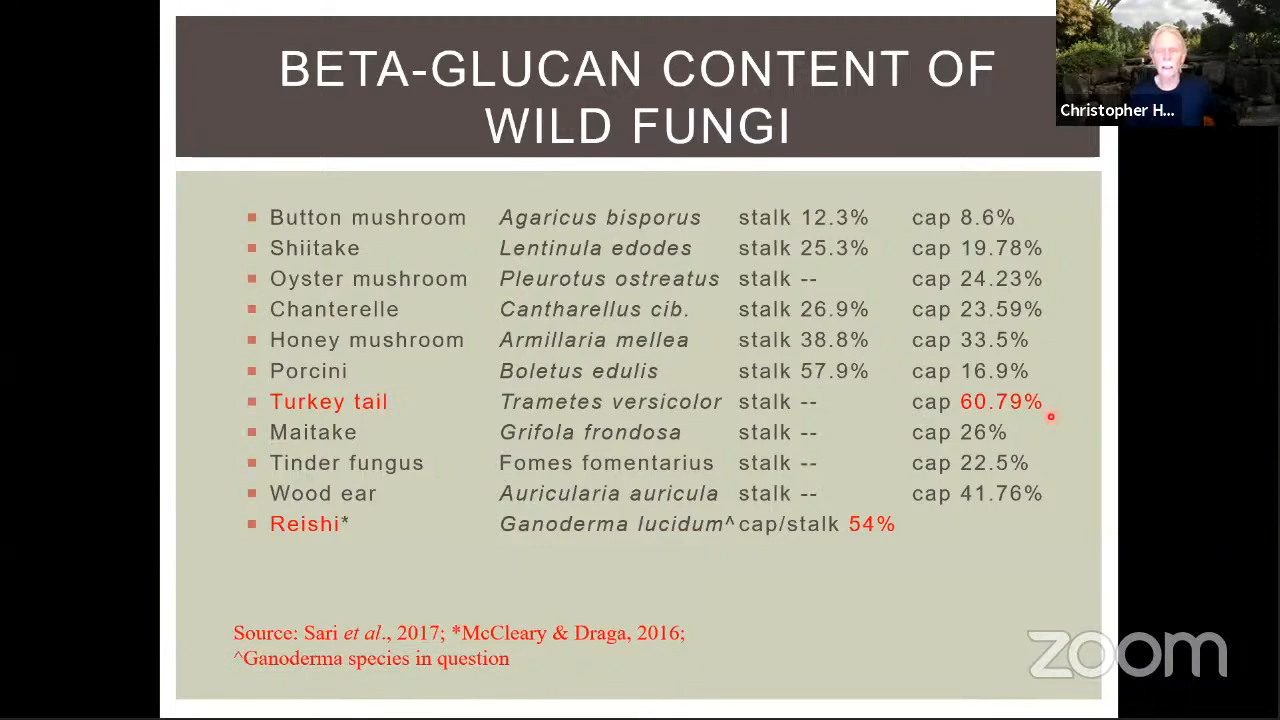 BETA-GLUCAN CONTENT OF
WILD FUNGI
Christopher H...
Button mushroom Agaricus bisporus stalk 12.3% cap 8.6%
Shiitake Lentinula edodes stalk 25.3% cap 19.78%
Oyster mushroom Pleurotus ostreatus stalk -- cap 24.23%
Chanterelle Cantharellus cib. stalk 26.9% cap 23.59%
Honey mushroom Armillaria mellea stalk 38.8% cap 33.5%
Porcini Boletus edulis stalk 57.9% cap 16.9%
Turkey tail Trametes versicolor stalk -- cap 60.79%
Maitake Grifola frondosa stalk -- cap 26%
Tinder fungus Fomes fomentarius stalk -- cap 22.5%
Wood ear Auricularia auricula stalk -- cap 41.76%
Reishi* Ganoderma lucidum^ cap/stalk 54%
Source: Sari et al., 2017; *McCleary & Draga, 2016;
^Ganoderma species in question
zoom